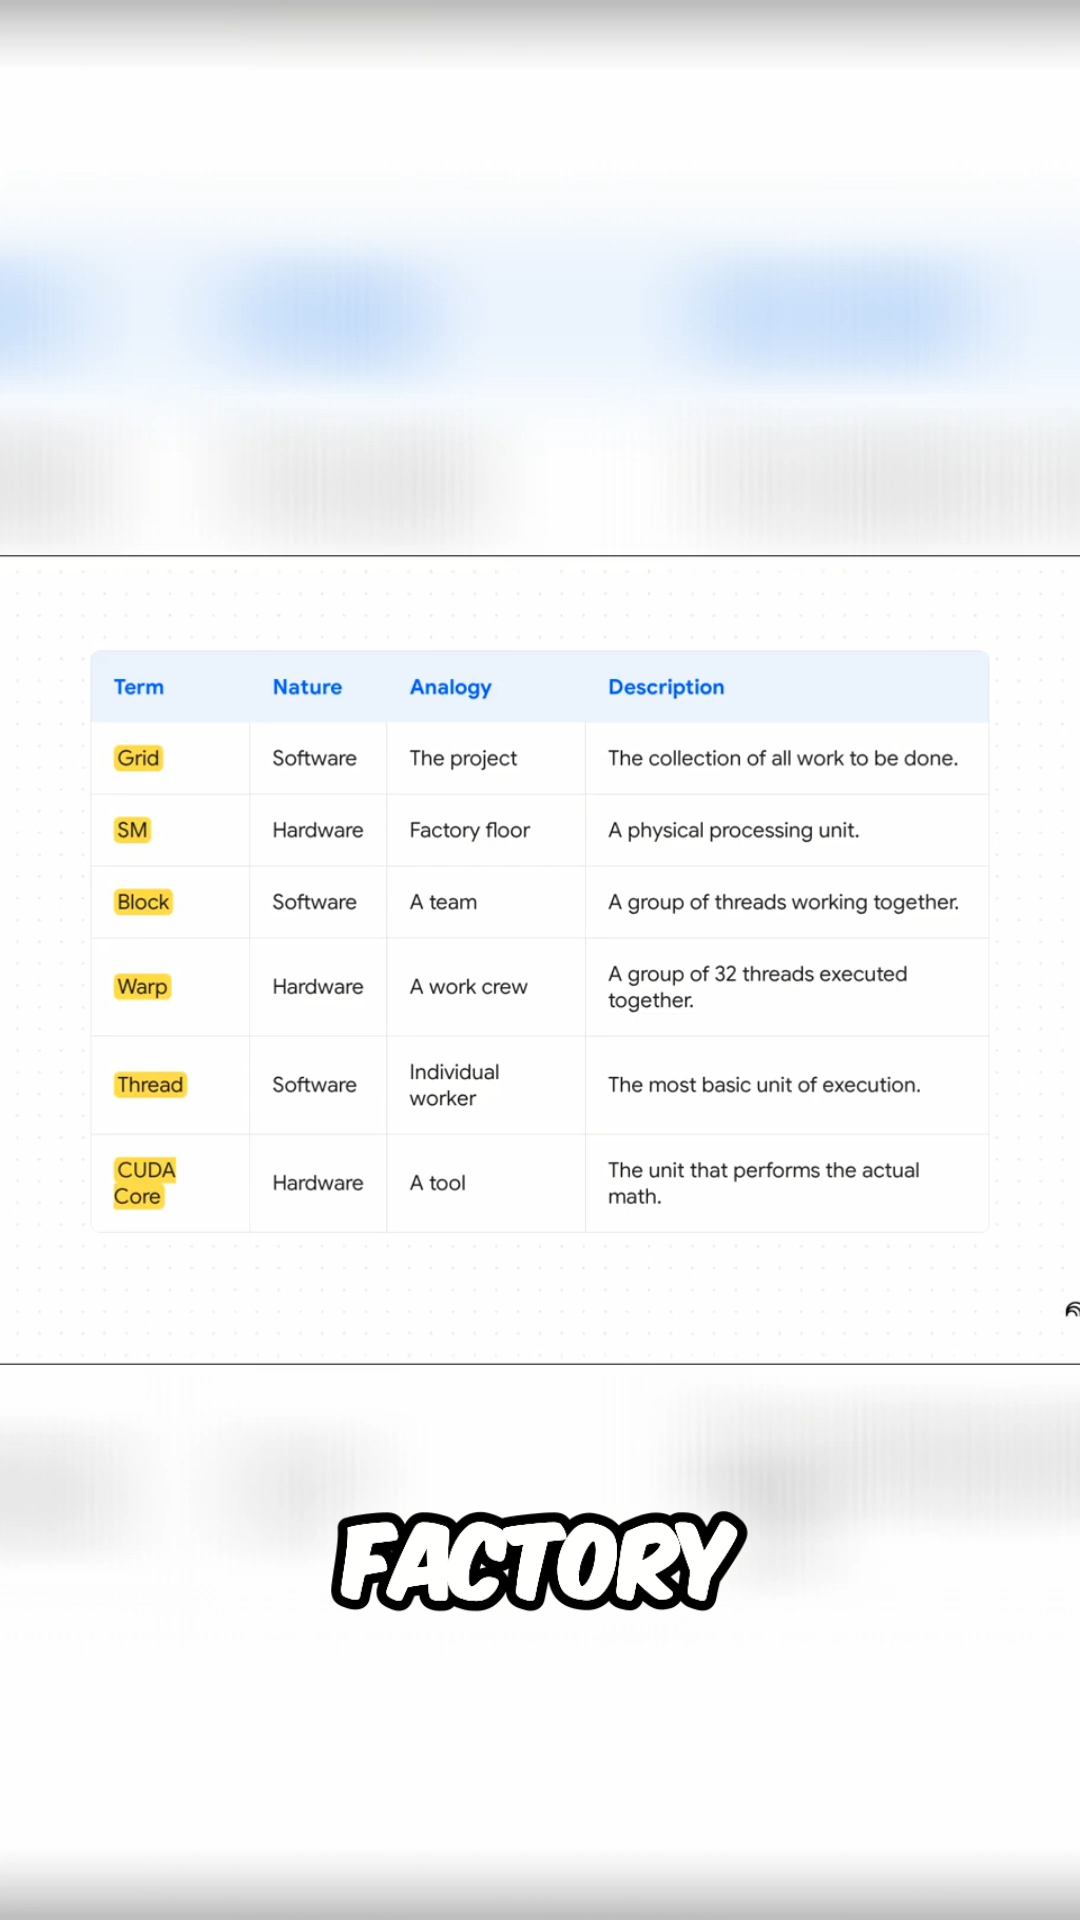 Term Nature Analogy Description
Grid Software The project The collection of all work to be done.
SM Hardware Factory floor A physical processing unit.
Block Software A team A group of threads working together.
Warp Hardware A work crew A group of 32 threads executed
together.
Thread Software Individual
worker The most basic unit of execution.
CUDA
Core Hardware A tool The unit that performs the actual
math.
FACTORY